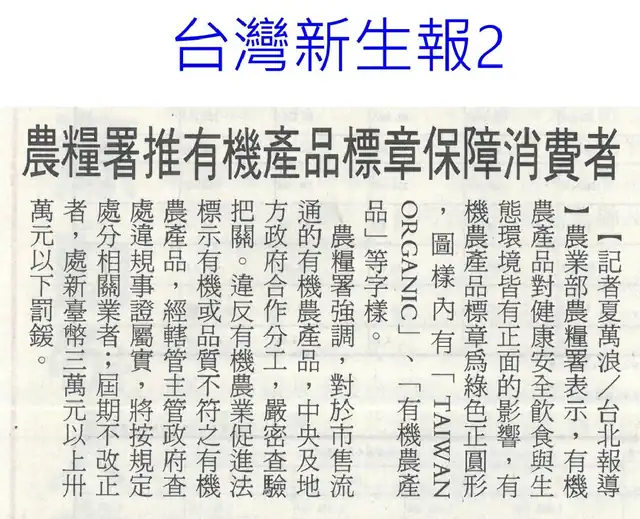 台灣新生報2
農糧署推有機產品標章保障消費者
【記者夏萬浪／台北報導
】農業部農糧署表示，有機
農產品對健康安全飲食與生
態環境皆有正面的影響，有
機農產品標章為綠色正圓形
，圖樣內有「TAIWAN
ORGANIC」、「有機農產
品」等字樣。
農糧署強調，對於市售流
通的有機農產品，中央及地
方政府合作分工，嚴密查驗
把關。違反有機農業促進法
標示有機或品質不符之有機
農產品，經轄管主管政府查
處違規事證屬實，將按規定
處分相關業者；屆期不改正
者，處新臺幣三萬元以上卅
萬元以下罰鍰。